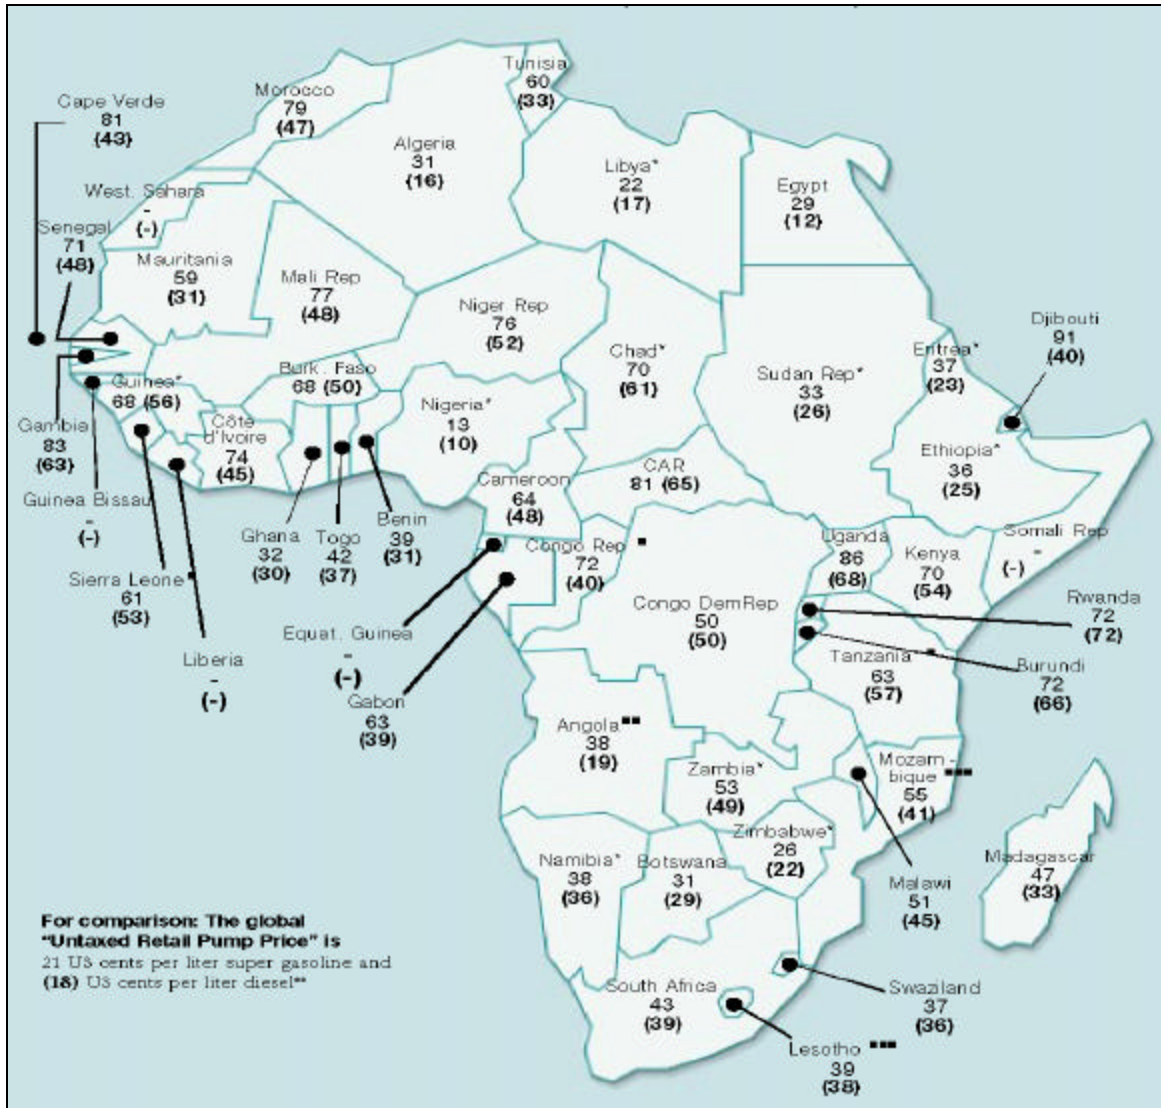 Tunisia
60
(33)
Morocco
79
(47)
Cape Verde
81
(43)
Algeria
31
(16)
Libya*
22
(17)
Egypt
29
(12)
West. Sahara
-
(-)
Senegal
71
(48)
Mauritania
59
(31)
Mali Rep
77
(48)
Niger Rep
76
(52)
Chad*
70
(61)
Sudan Rep*
33
(26)
Eritrea*
37
(23)
Djibouti
91
(40)
Guinea*
68 (56)
Burk. Faso
68 (50)
Nigeria*
13
(10)
Gambia
83
(63)
Côte
d'Ivoire
74
(45)
Ethiopia*
36
(25)
CAR
81 (65)
Cameroon
64
(48)
Guinea Bissau
-
(-)
Ghana
32
(30)
Togo
42
(37)
Benin
39
(31)
Congo Rep
72
(40)
Uganda
86
(68)
Kenya
70
(54)
Somali Rep
-
(-)
Sierra Leone
61
(53)
Congo DemRep
50
(50)
Rwanda
72
(72)
Equat. Guinea
-
(-)
Liberia
-
(-)
Tanzania
63
(57)
Burundi
72
(66)
Gabon
63
(39)
Angola
38
(19)
Zambia*
53
(49)
Mozam -
bique
55
(41)
Zimbabwe*
26
(22)
Namibia*
38
(36)
Botswana
31
(29)
Malawi
51
(45)
Madagascar
47
(33)
For comparison: The global
"Untaxed Retail Pump Price" is
21 US cents per liter super gasoline and
(18) US cents per liter diesel**
South Africa
43
(39)
Swaziland
37
(36)
Lesotho
39
(38)